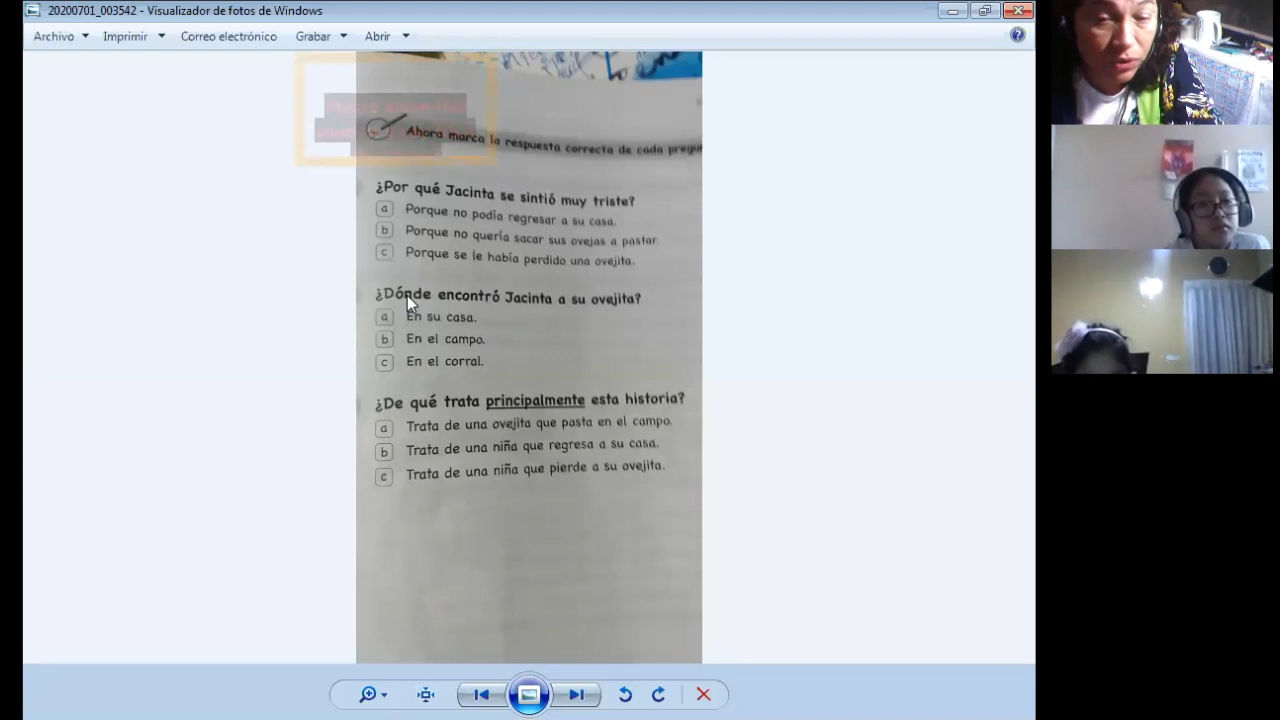 20200701_003542 - Visualizador de fotos de Windows
Archivo Imprimir Correo electrónico Grabar Abrir
Ahora marca la respuesta correcta de cada pregu
¿Por qué Jacinta se sintió muy triste?
a Porque no podía regresar a su casa.
b Porque no quería sacar sus ovejas a pastar.
c Porque se le había perdido una ovejita.
¿Dónde encontró Jacinta a su ovejita?
a En su casa.
b En el campo.
c En el corral.
¿De qué trata principalmente esta historia?
a Trata de una ovejita que pasta en el campo.
b Trata de una niña que regresa a su casa.
c Trata de una niña que pierde a su ovejita.